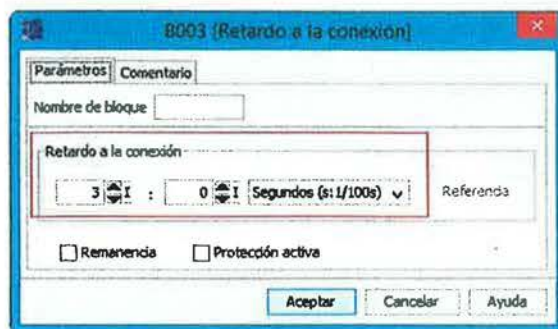 B003 [Retardo a la conexión]
Parámetros Comentario
Nombre de bloque
Retardo a la conexión
3 : 0 Segundos (s:1/100s) Referencia
Remanencia Protección activa
Aceptar Cancelar Ayuda